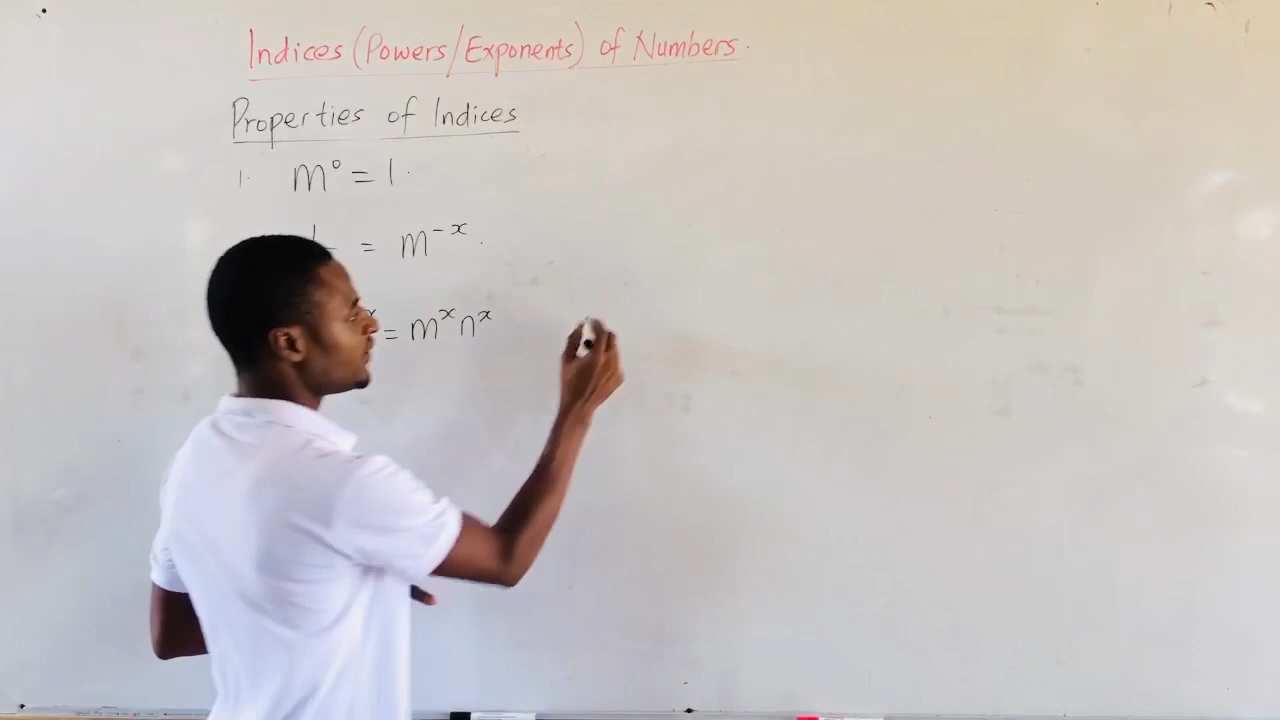 Indices (Powers/Exponents) of Numbers.
Properties of Indices
1. m⁰ = 1.
= m⁻ˣ.
= mˣnˣ